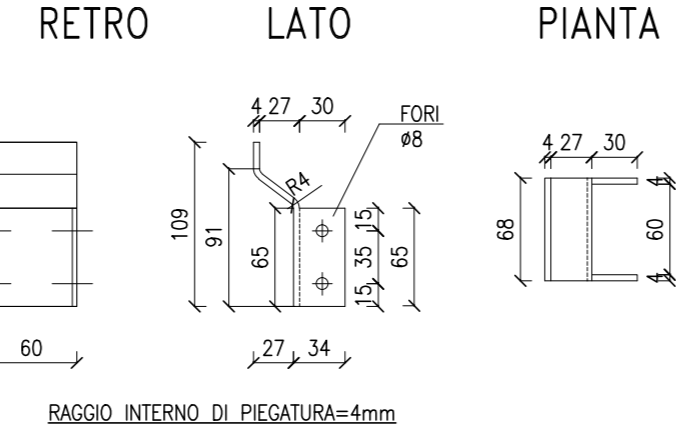 RETRO
LATO
PIANTA
4 27 30
FORI
ø8
4 27 30
R4
109
91
65
15
35
15
65
68
4
60
4
60
27 34
RAGGIO INTERNO DI PIEGATURA=4mm